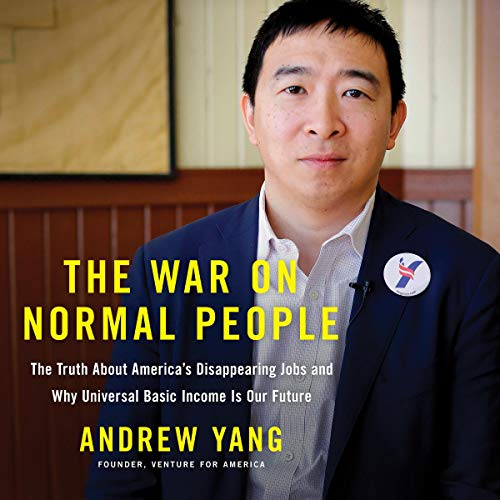 THE WAR ON
NORMAL PEOPLE
The Truth About America's Disappearing Jobs and
Why Universal Basic Income Is Our Future
ANDREW YANG
FOUNDER, VENTURE FOR AMERICA